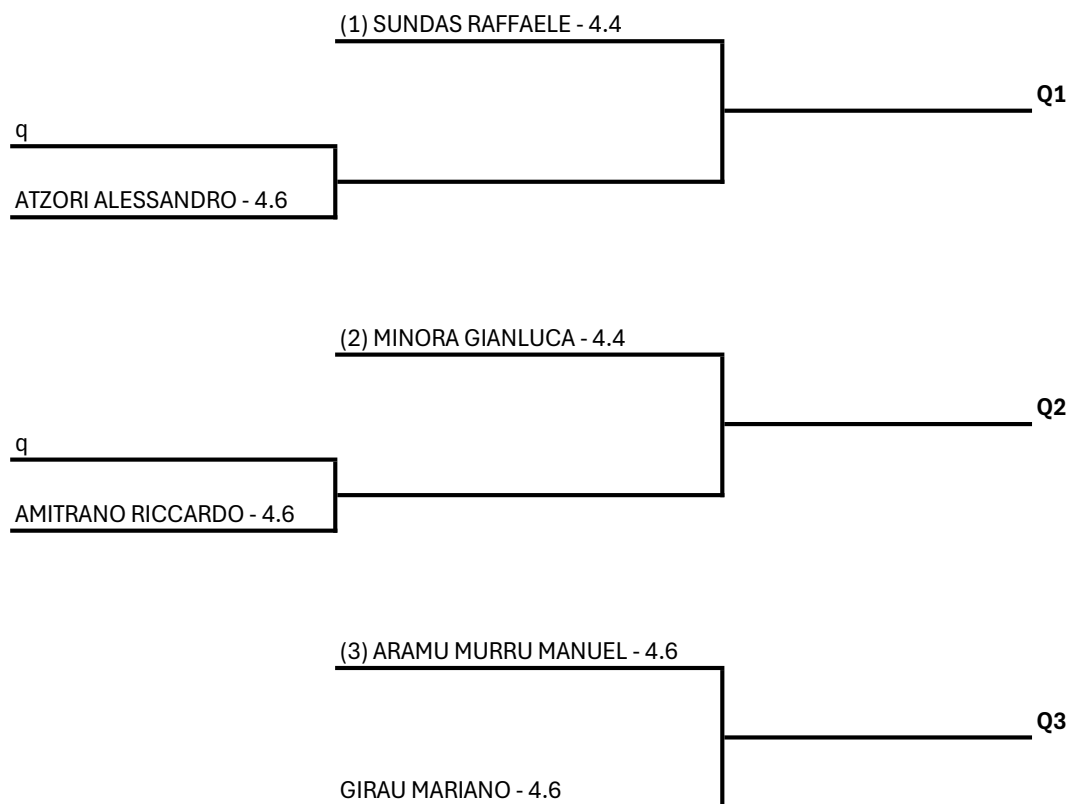 (1) SUNDAS RAFFAELE - 4.4
Q1
q
ATZORI ALESSANDRO - 4.6
(2) MINORA GIANLUCA - 4.4
Q2
q
AMITRANO RICCARDO - 4.6
(3) ARAMU MURRU MANUEL - 4.6
Q3
GIRAU MARIANO - 4.6